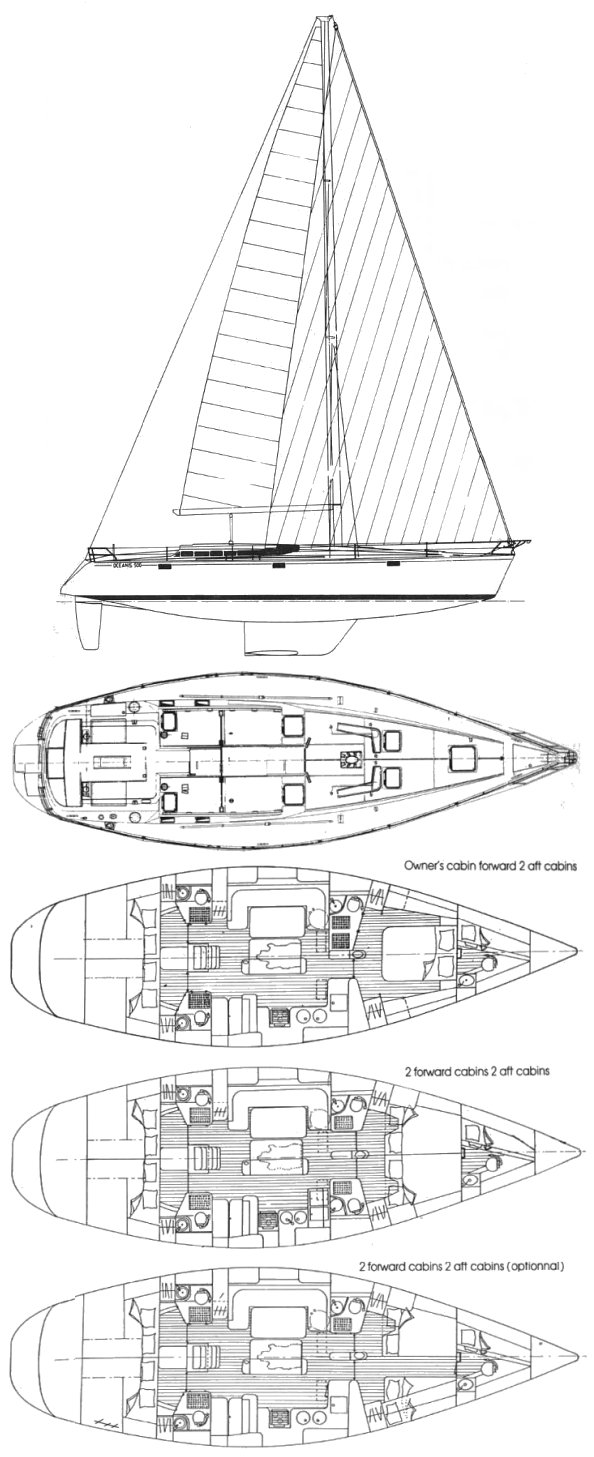 OCEANIS 500
Owner's cabin forward 2 aft cabins
2 forward cabins 2 aft cabins
2 forward cabins 2 aft cabins (optionnal)